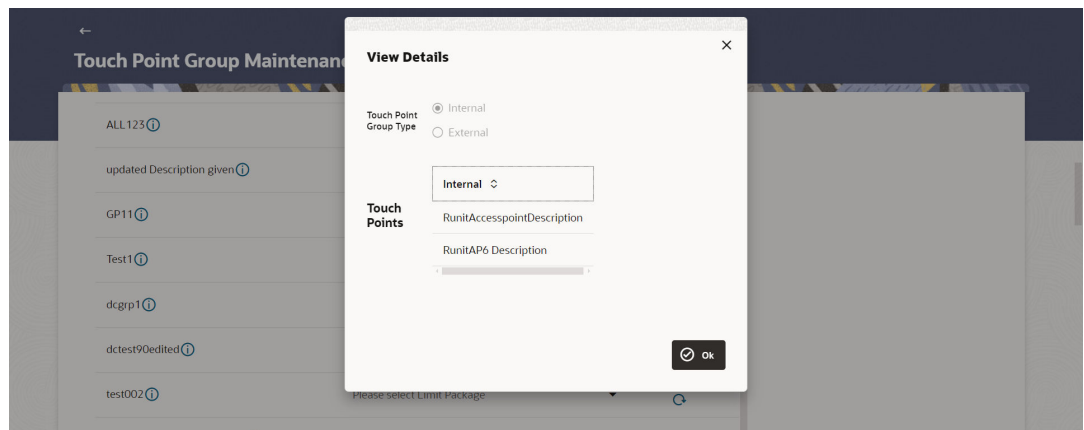 Touch Point Group Maintenanc
ALL123
updated Description given
GP11
Test1
dcgrp1
dctest90edited
test002
Please select Limit Package
View Details
Touch Point
Group Type
Internal
External
Touch
Points
Internal
RunitAccesspointDescription
RunitAP6 Description
Ok